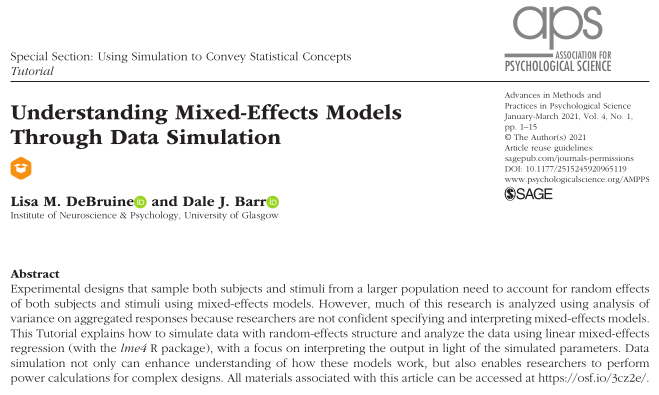 aps
ASSOCIATION FOR
PSYCHOLOGICAL SCIENCE
Special Section: Using Simulation to Convey Statistical Concepts
Tutorial
Understanding Mixed-Effects Models
Through Data Simulation
Advances in Methods and
Practices in Psychological Science
January-March 2021, Vol. 4, No. 1,
pp. 1–15
© The Author(s) 2021
Article reuse guidelines:
sagepub.com/journals-permissions
DOI: 10.1177/2515245920965119
www.psychologicalscience.org/AMPPS
SAGE
Lisa M. DeBruine iD and Dale J. Barr iD
Institute of Neuroscience & Psychology, University of Glasgow
Abstract
Experimental designs that sample both subjects and stimuli from a larger population need to account for random effects
of both subjects and stimuli using mixed-effects models. However, much of this research is analyzed using analysis of
variance on aggregated responses because researchers are not confident specifying and interpreting mixed-effects models.
This Tutorial explains how to simulate data with random-effects structure and analyze the data using linear mixed-effects
regression (with the lme4 R package), with a focus on interpreting the output in light of the simulated parameters. Data
simulation not only can enhance understanding of how these models work, but also enables researchers to perform
power calculations for complex designs. All materials associated with this article can be accessed at https://osf.io/3cz2e/.